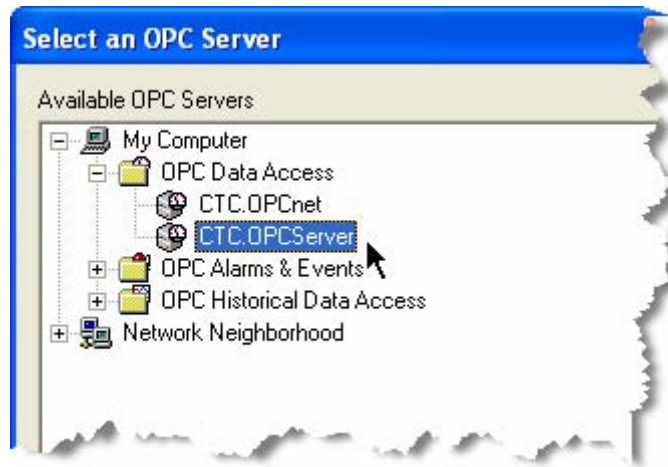 Select an OPC Server
Available OPC Servers
My Computer
OPC Data Access
CTC.OPCnet
CTC.OPCServer
OPC Alarms & Events
OPC Historical Data Access
Network Neighborhood